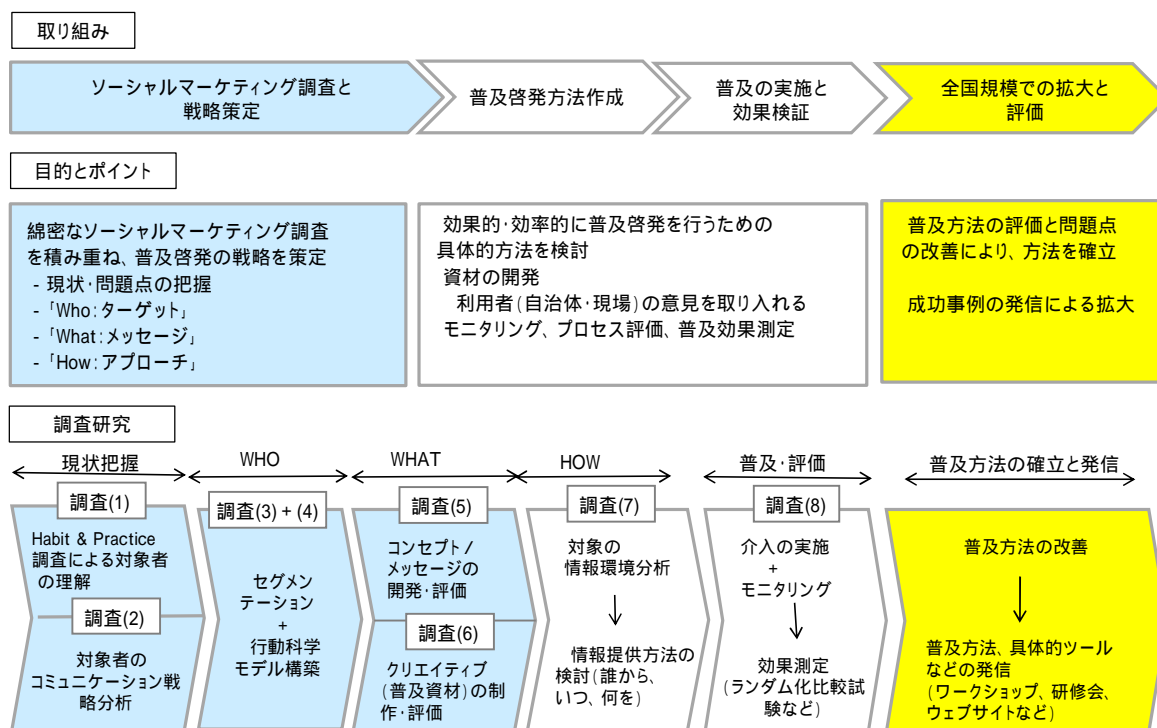 取り組み
ソーシャルマーケティング調査と
戦略策定
普及啓発方法作成
普及の実施と
効果検証
全国規模での拡大と
評価
目的とポイント
綿密なソーシャルマーケティング調査
を積み重ね、普及啓発の戦略を策定
- 現状・問題点の把握
- 「Who：ターゲット」
- 「What：メッセージ」
- 「How：アプローチ」
効果的・効率的に普及啓発を行うための
具体的方法を検討
資材の開発
利用者(自治体・現場)の意見を取り入れる
モニタリング、プロセス評価、普及効果測定
普及方法の評価と問題点
の改善により、方法を確立
成功事例の発信による拡大
調査研究
現状把握
WHO
WHAT
HOW
普及・評価
普及方法の確立と発信
調査(1)
Habit & Practice
調査による対象者
の理解
調査(2)
対象者の
コミュニケーション戦
略分析
調査(3) + (4)
セグメン
テーション
+
行動科学
モデル構築
調査(5)
コンセプト/
メッセージの
開発・評価
調査(6)
クリエイティブ
(普及資材)の制
作・評価
調査(7)
対象の
情報環境分析
情報提供方法の
検討(誰から、
いつ、何を)
調査(8)
介入の実施
+
モニタリング
効果測定
(ランダム化比較試
験など)
普及方法の改善
普及方法、具体的ツール
などの発信
(ワークショップ、研修会、
ウェブサイトなど)